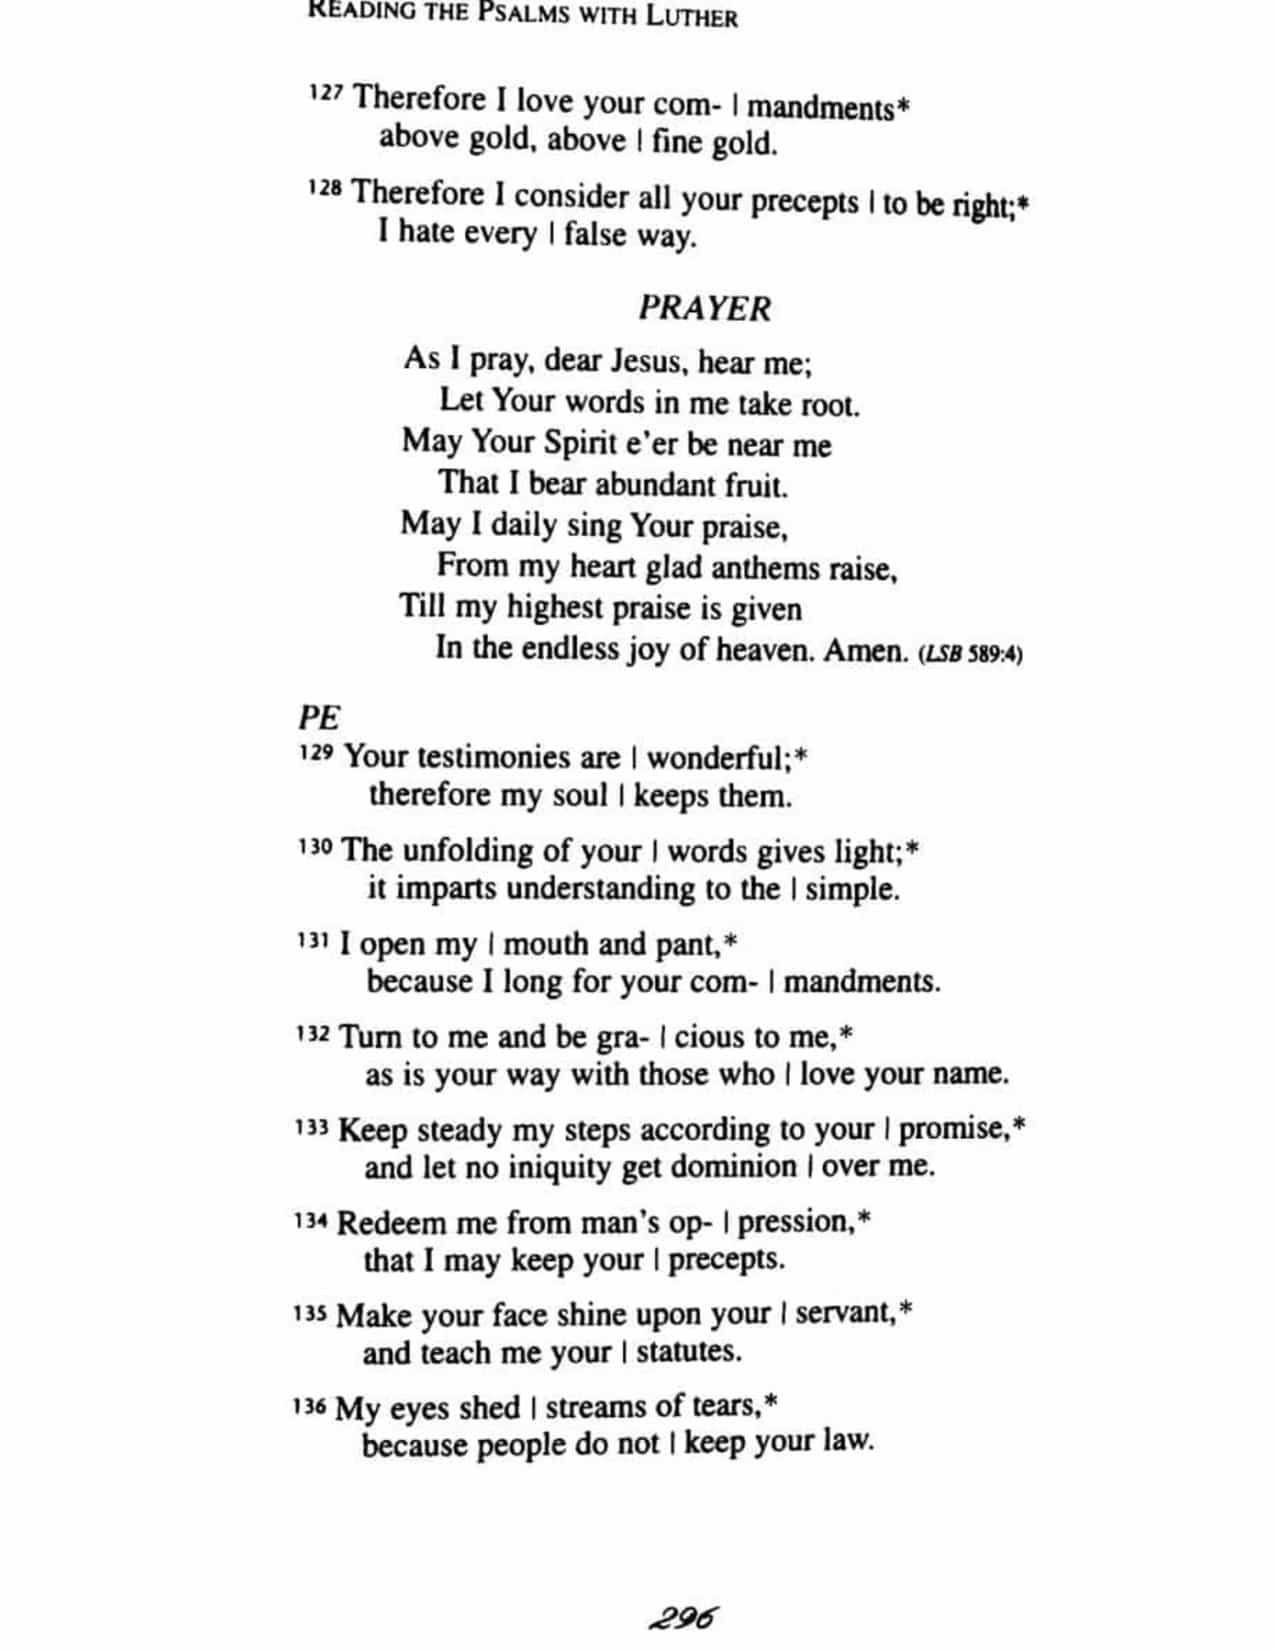 READING THE PSALMS WITH LUTHER
127 Therefore I love your com- | mandments*
above gold, above | fine gold.
128 Therefore I consider all your precepts | to be right;*
I hate every | false way.
PRAYER
As I pray, dear Jesus, hear me;
Let Your words in me take root.
May Your Spirit e'er be near me
That I bear abundant fruit.
May I daily sing Your praise,
From my heart glad anthems raise,
Till my highest praise is given
In the endless joy of heaven. Amen. (LSB 589:4)
PE
129 Your testimonies are | wonderful;*
therefore my soul | keeps them.
130 The unfolding of your | words gives light;*
it imparts understanding to the | simple.
131 I open my | mouth and pant,*
because I long for your com- | mandments.
132 Turn to me and be gra- | cious to me,*
as is your way with those who | love your name.
133 Keep steady my steps according to your | promise,*
and let no iniquity get dominion | over me.
134 Redeem me from man's op- | pression,*
that I may keep your | precepts.
135 Make your face shine upon your | servant,*
and teach me your | statutes.
136 My eyes shed | streams of tears,*
because people do not | keep your law.
296